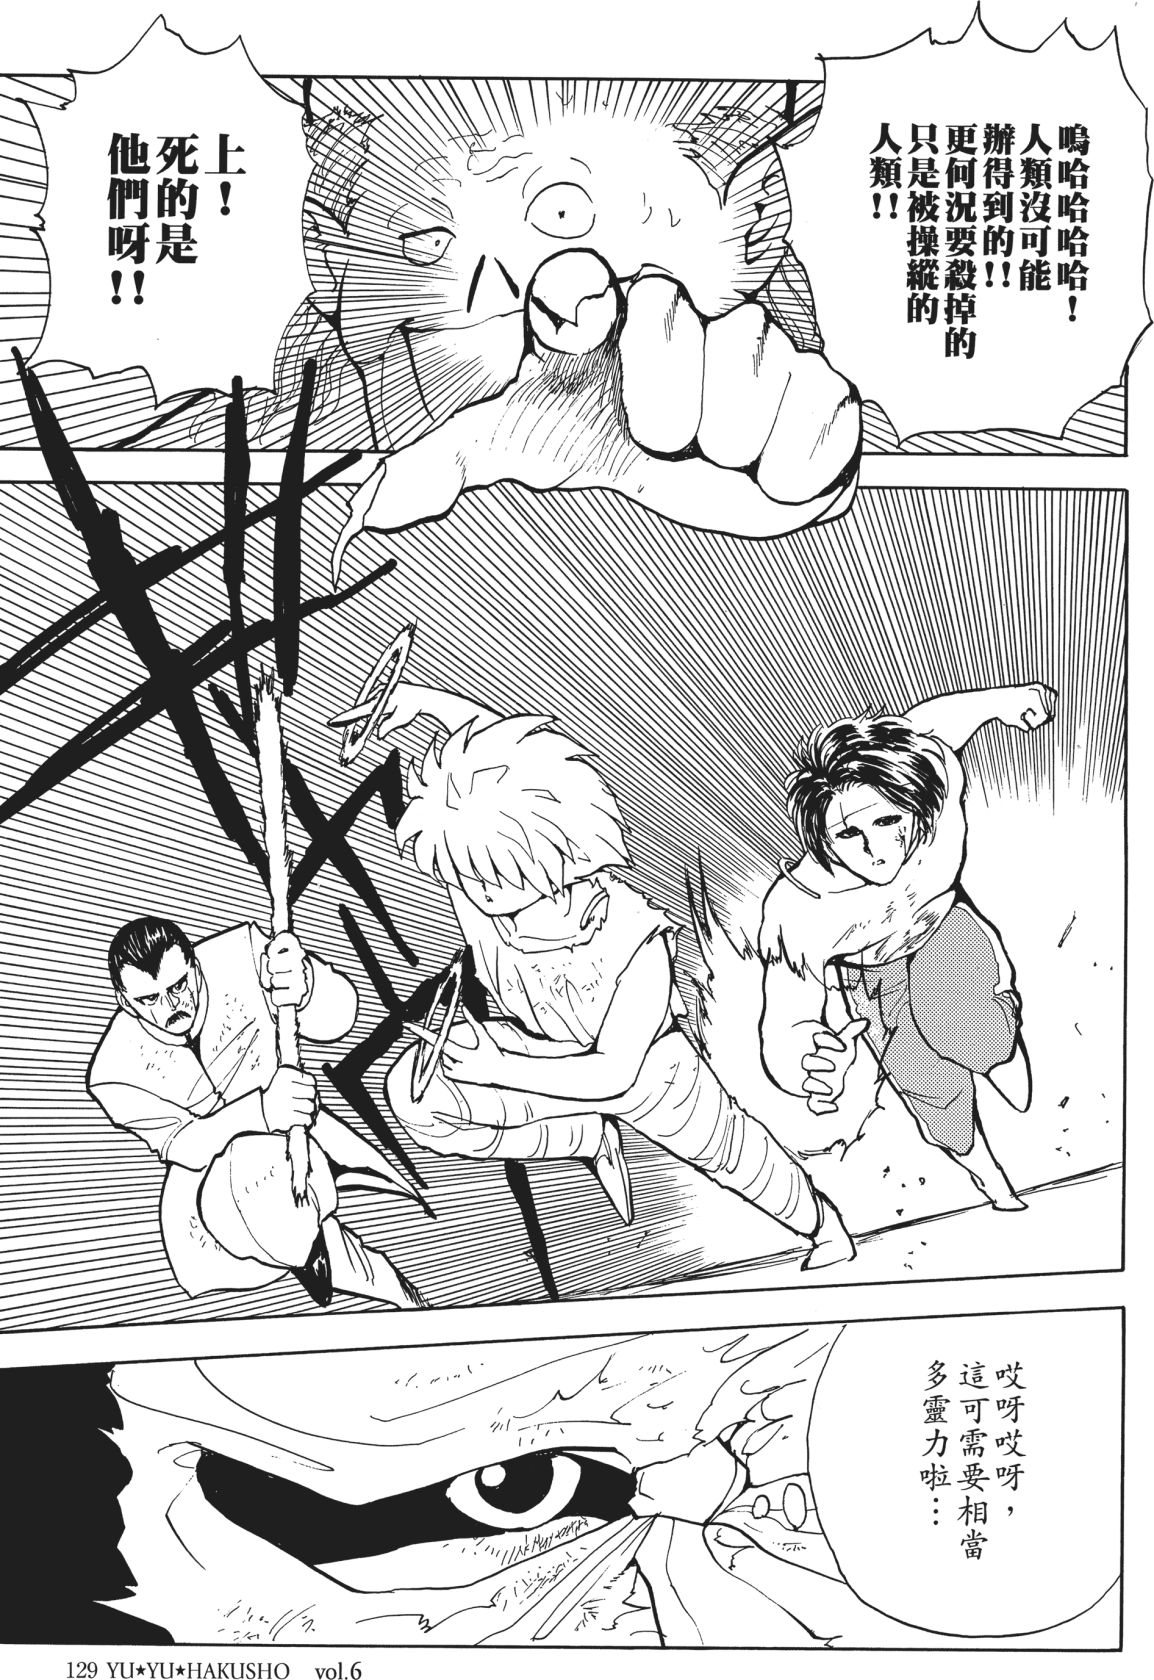 嗚哈哈哈哈！
人類沒可能
辦得到的!!
更何況要殺掉的
只是被操縱的
人類!!
上！
死的是
他們呀!!
哎呀哎呀，
這可需要相當
多靈力啦…
129 YU★YU★HAKUSHO vol.6